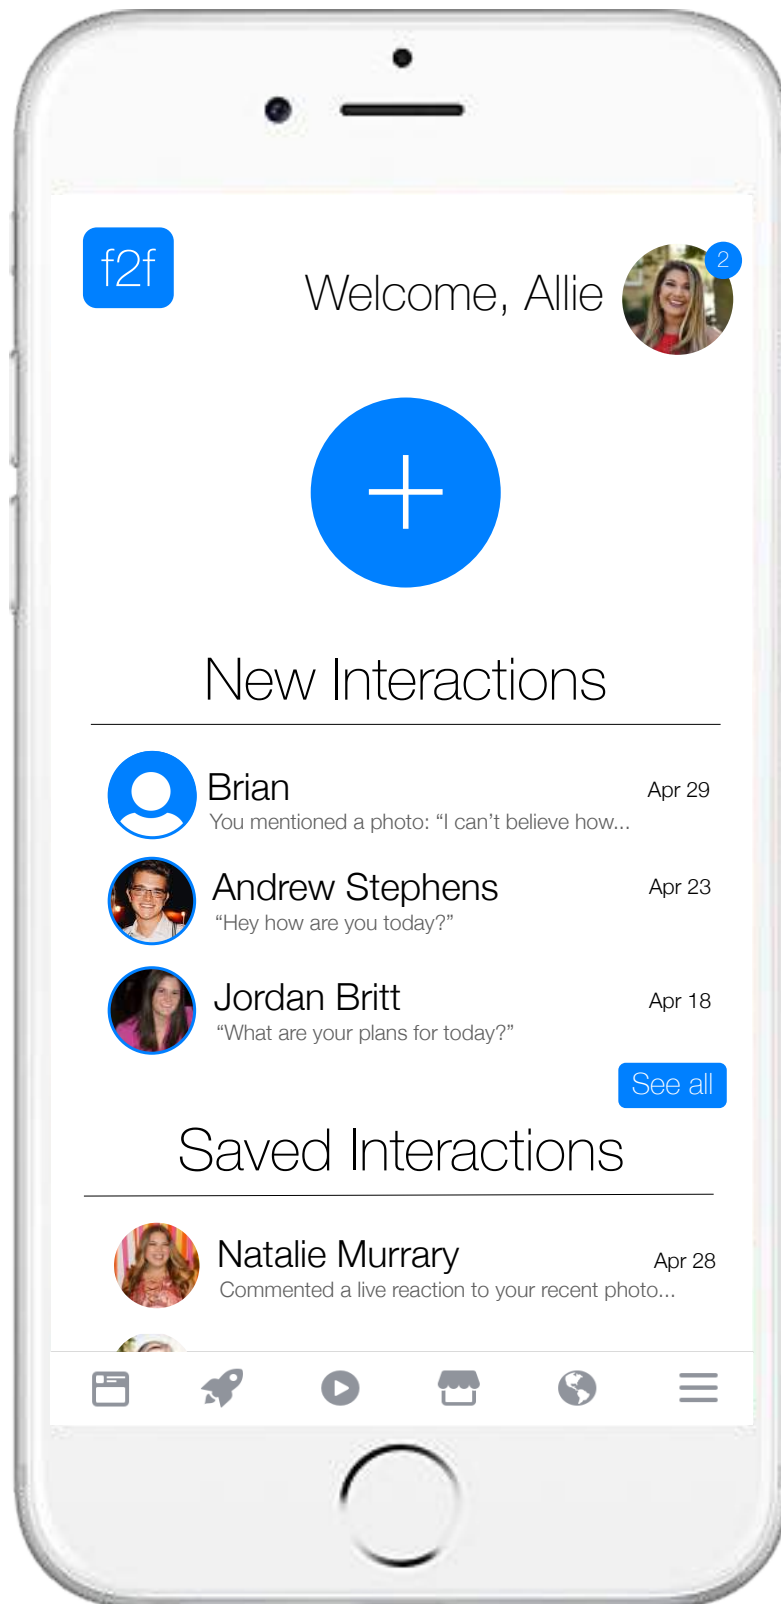 f2f
Welcome, Allie
2
New Interactions
Brian
Apr 29
You mentioned a photo: “I can’t believe how...
Andrew Stephens
Apr 23
“Hey how are you today?”
Jordan Britt
Apr 18
“What are your plans for today?”
See all
Saved Interactions
Natalie Murrary
Apr 28
Commented a live reaction to your recent photo...